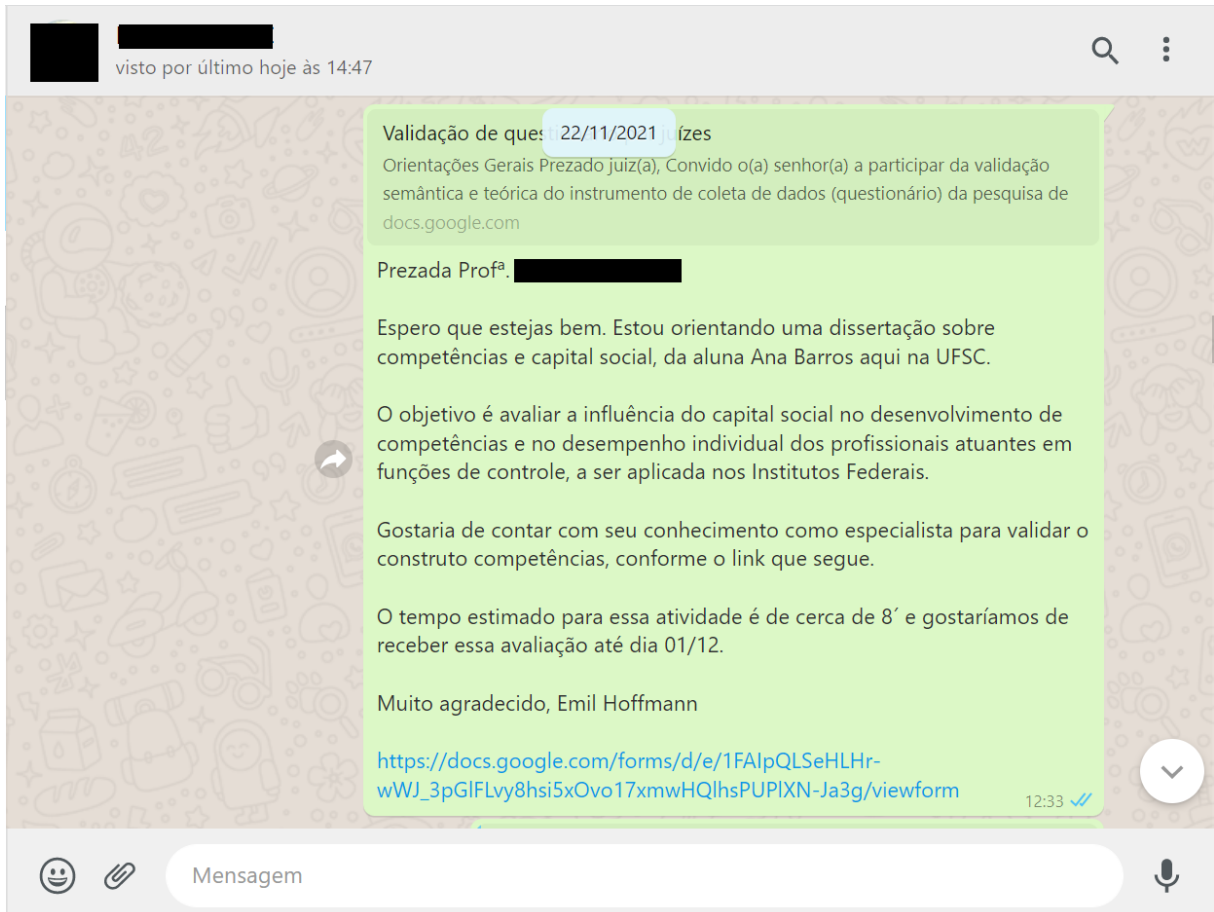 visto por último hoje às 14:47
Validação de ques 22/11/2021 juízes
Orientações Gerais Prezado juiz(a), Convido o(a) senhor(a) a participar da validação
semântica e teórica do instrumento de coleta de dados (questionário) da pesquisa de
docs.google.com
Prezada Profª.
Espero que estejas bem. Estou orientando uma dissertação sobre
competências e capital social, da aluna Ana Barros aqui na UFSC.
O objetivo é avaliar a influência do capital social no desenvolvimento de
competências e no desempenho individual dos profissionais atuantes em
funções de controle, a ser aplicada nos Institutos Federais.
Gostaria de contar com seu conhecimento como especialista para validar o
construto competências, conforme o link que segue.
O tempo estimado para essa atividade é de cerca de 8´ e gostaríamos de
receber essa avaliação até dia 01/12.
Muito agradecido, Emil Hoffmann
https://docs.google.com/forms/d/e/1FAIpQLSeHLHr-
wWJ_3pGlFLvy8hsi5xOvo17xmwHQlhsPUPlXN-Ja3g/viewform
12:33
Mensagem